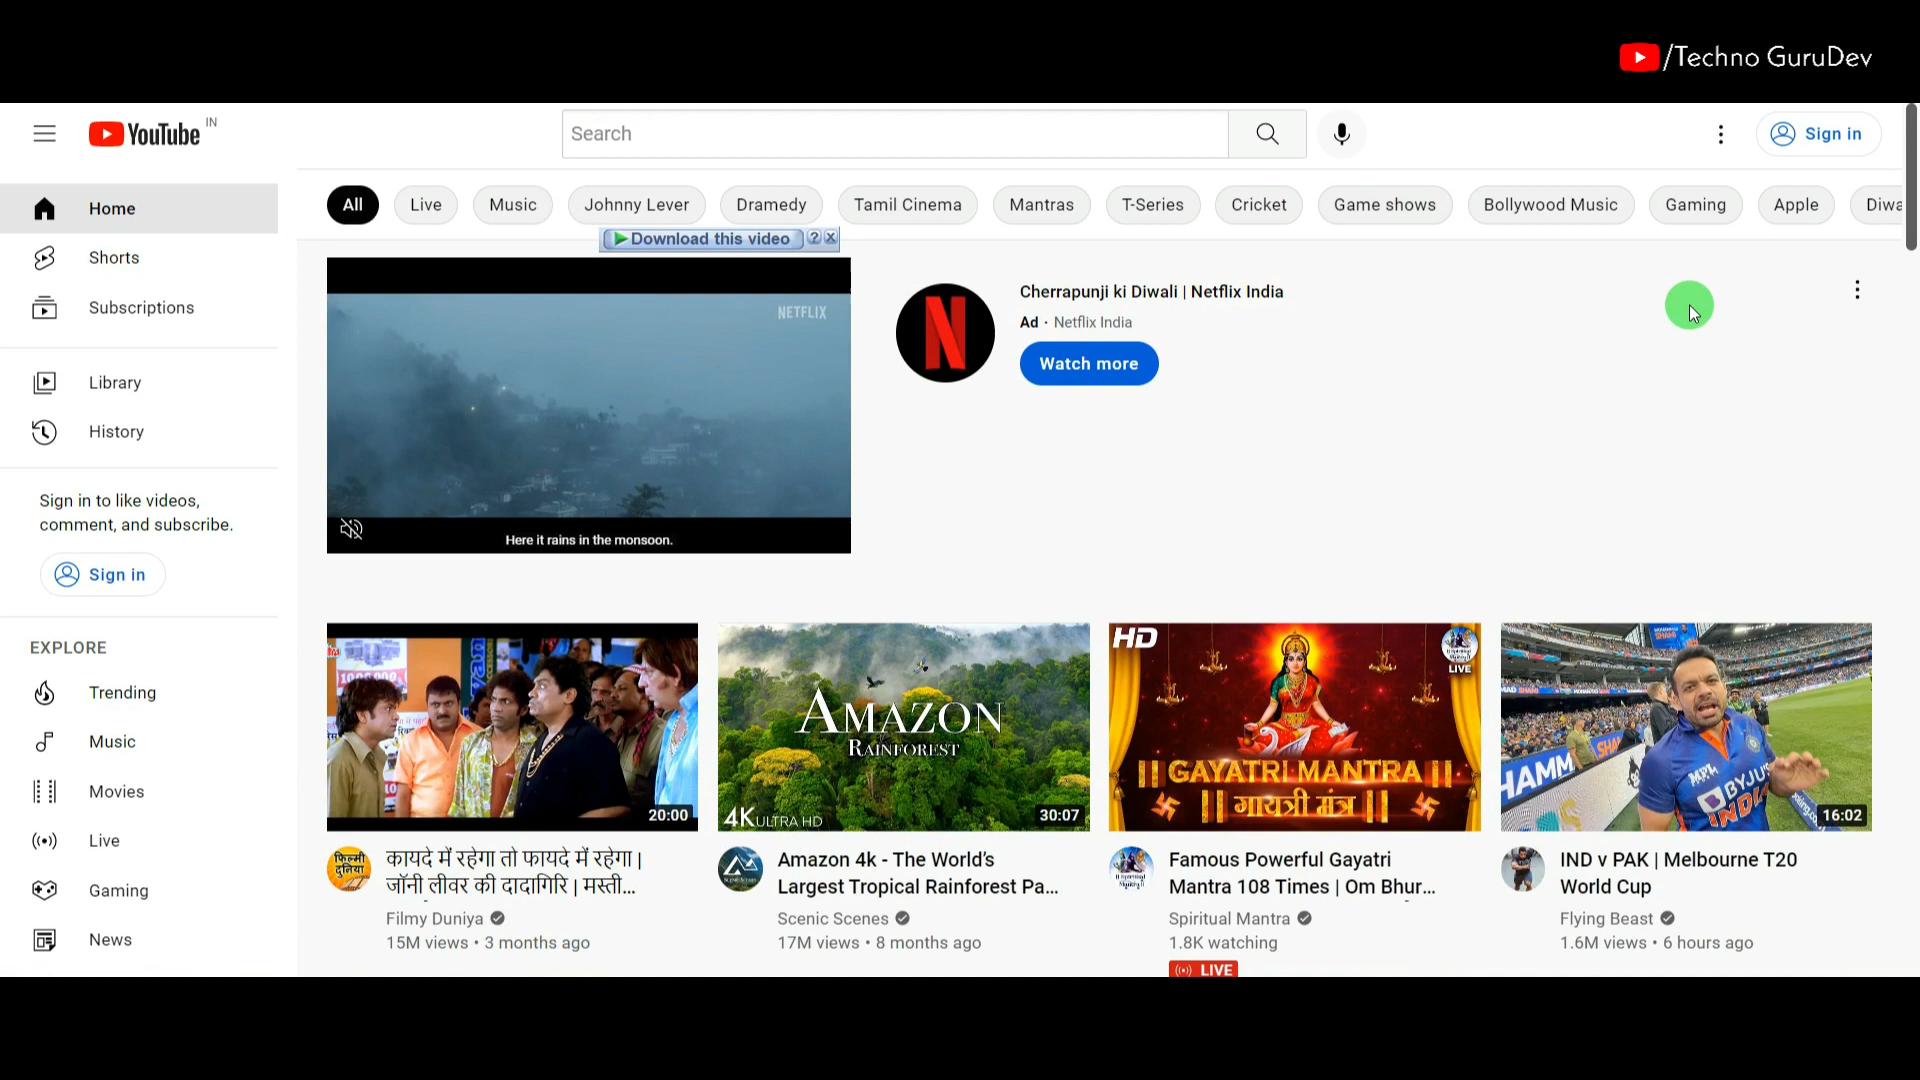 /Techno GuruDev
YouTube IN
Search
Sign in
Home
Shorts
Subscriptions
Library
History
Sign in to like videos,
comment, and subscribe.
Sign in
EXPLORE
Trending
Music
Movies
Live
Gaming
News
All
Live
Music
Johnny Lever
Dramedy
Tamil Cinema
Mantras
T-Series
Cricket
Game shows
Bollywood Music
Gaming
Apple
Diwa
Download this video ? X
NETFLIX
Here it rains in the monsoon.
N
Cherrapunji ki Diwali | Netflix India
Ad · Netflix India
Watch more
20:00
फिल्मी
दुनिया
कायदे में रहेगा तो फायदे में रहेगा |
जॉनी लीवर की दादागिरि | मस्ती...
Filmy Duniya
15M views • 3 months ago
AMAZON
RAINFOREST
4K ULTRA HD
30:07
Amazon 4k - The World's
Largest Tropical Rainforest Pa...
Scenic Scenes
17M views • 8 months ago
HD
LIVE
|| GAYATRI MANTRA ||
|| गायत्री मंत्र ||
Famous Powerful Gayatri
Mantra 108 Times | Om Bhur...
Spiritual Mantra
1.8K watching
LIVE
SHAMI
HAMM
MPL
BYJU'S
INDIA
16:02
IND v PAK | Melbourne T20
World Cup
Flying Beast
1.6M views • 6 hours ago